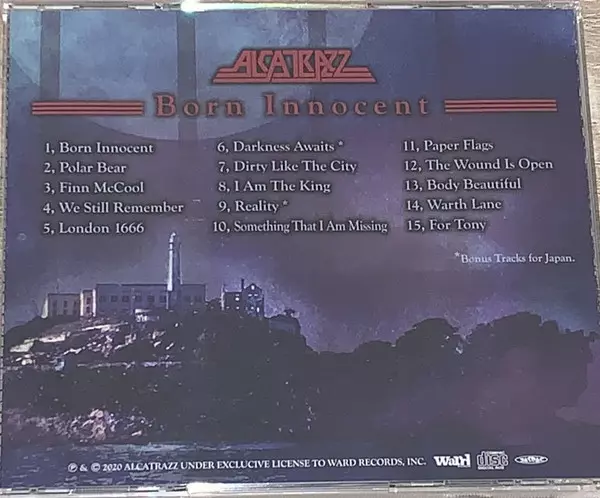 ALCATRAZZ
Born Innocent
1, Born Innocent
2, Polar Bear
3, Finn McCool
4, We Still Remember
5, London 1666
6, Darkness Awaits *
7, Dirty Like The City
8, I Am The King
9, Reality *
10, Something That I Am Missing
11, Paper Flags
12, The Wound Is Open
13, Body Beautiful
14, Warth Lane
15, For Tony
*Bonus Tracks for Japan.
℗ & © 2020 ALCATRAZZ UNDER EXCLUSIVE LICENSE TO WARD RECORDS, INC.
WARD